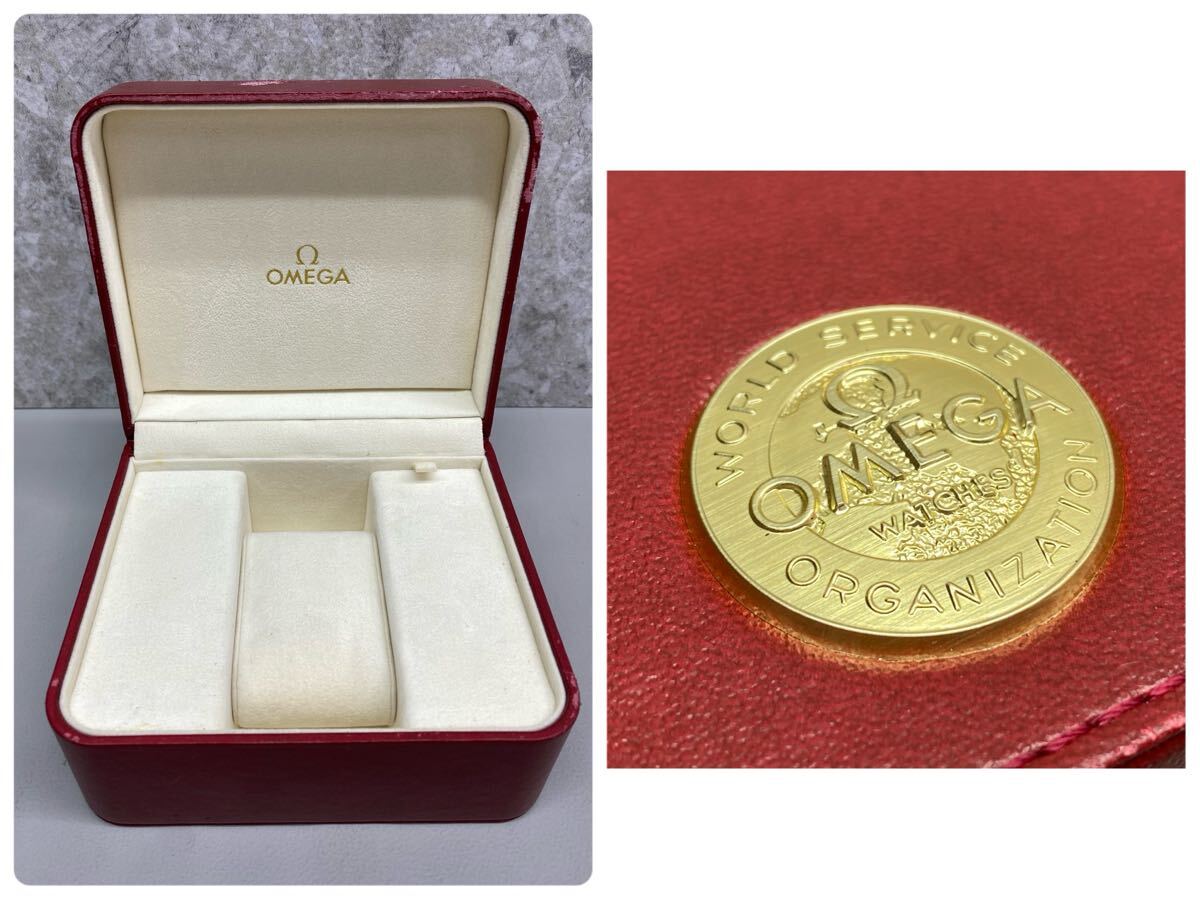 Ω
OMEGA
WORLD SERVICE
Ω
OMEGA
WATCHES
ORGANIZATION